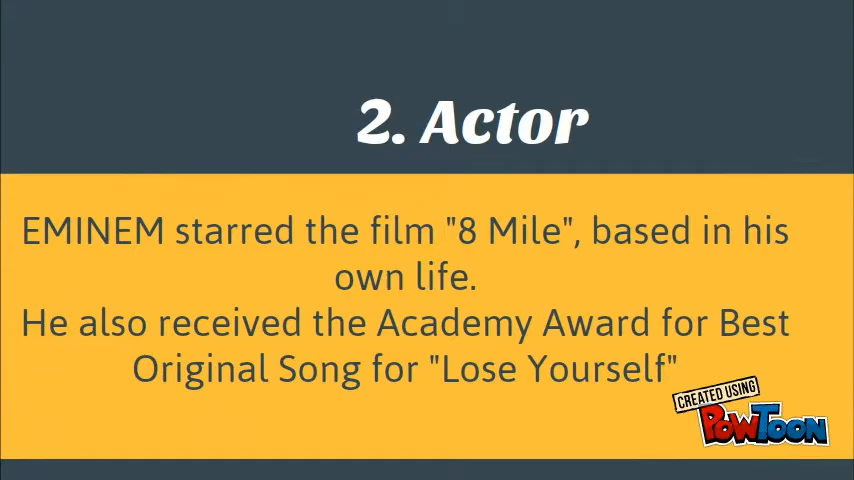 2. Actor
EMINEM starred the film "8 Mile", based in his
own life.
He also received the Academy Award for Best
Original Song for "Lose Yourself"
CREATED USING
POWTOON